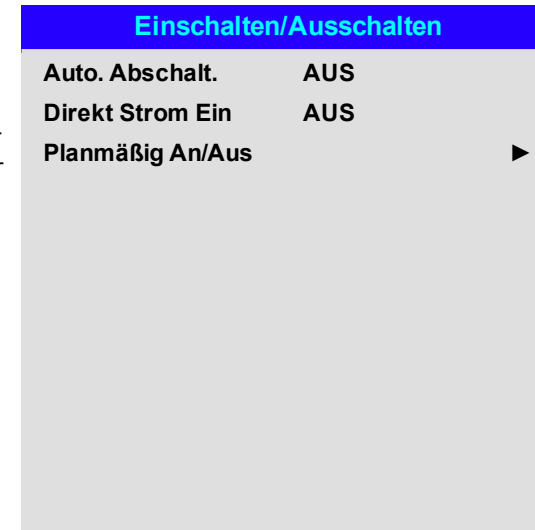 Einschalten/Ausschalten
Auto. Abschalt. AUS
Direkt Strom Ein AUS
Planmäßig An/Aus ►